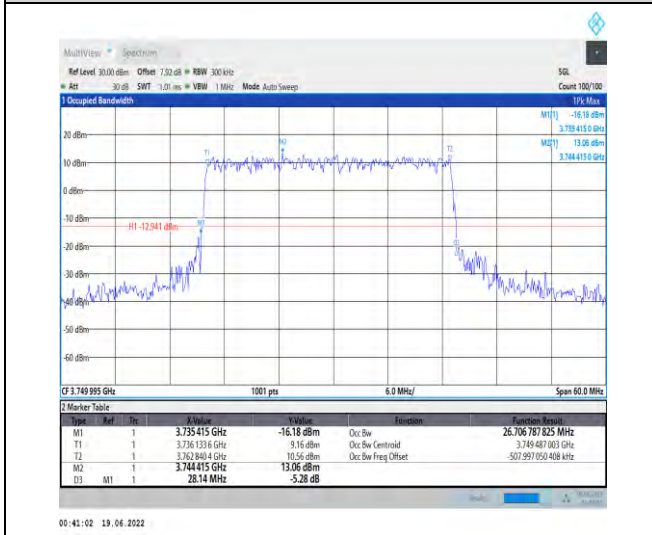 MultiView Spectrum
Ref Level 30.00 dBm Offset 7.92 dB RBW 300 kHz SGL
Att 30 dB SWT 1.01 ms VBW 1 MHz Mode Auto Sweep Count 100/100
1 Occupied Bandwidth 1Pk Max
M1[1] -16.18 dBm
3.735 415 0 GHz
M2[1] 13.06 dBm
3.744 415 0 GHz
20 dBm
T1 M2 T2
10 dBm
0 dBm
-10 dBm
H1 -12.941 dBm M1
D3
-20 dBm
-30 dBm
-40 dBm
-50 dBm
-60 dBm
CF 3.749 995 GHz 1001 pts 6.0 MHz/ Span 60.0 MHz
2 Marker Table
Type Ref Trc X-Value Y-Value Function Function Result
M1 1 3.735 415 GHz -16.18 dBm Occ Bw 26.706 787 825 MHz
T1 1 3.736 133 6 GHz 9.16 dBm Occ Bw Centroid 3.749 487 003 GHz
T2 1 3.762 840 4 GHz 10.56 dBm Occ Bw Freq Offset -507.997 050 408 kHz
M2 1 3.744 415 GHz 13.06 dBm
D3 M1 1 28.14 MHz -5.28 dB
00:41:02 19.06.2022